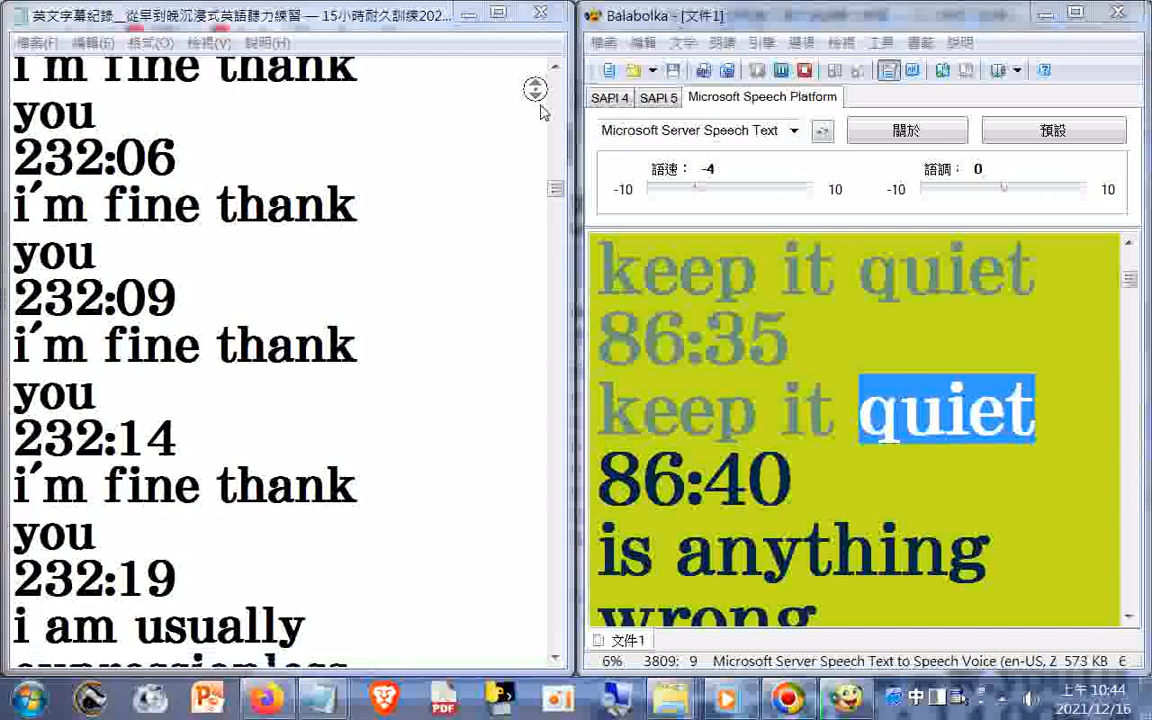 英文字幕紀錄__從早到晚沉浸式英語聽力練習 — 15小時耐久訓練202...
檔案(F) 編輯(E) 格式(O) 檢視(V) 說明(H)
i'm fine thank
you
232:06
i'm fine thank
you
232:09
i'm fine thank
you
232:14
i'm fine thank
you
232:19
i am usually
expressionless
Balabolka - [文件1]
檔案 編輯 文字 朗讀 引擎 選項 檢視 工具 書籤 說明
SAPI 4 SAPI 5 Microsoft Speech Platform
Microsoft Server Speech Text 關於 預設
語速： -4 語調： 0
-10 10 -10 10
keep it quiet
86:35
keep it quiet
86:40
is anything
wrong
文件1
6% 3809: 9 Microsoft Server Speech Text to Speech Voice (en-US, Z 573 KB
PDF 中 上午 10:44
2021/12/16